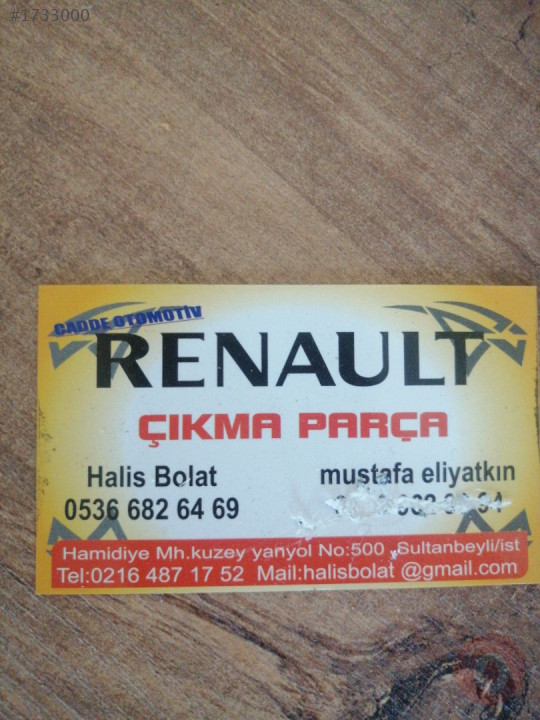 #1733000
CADDE OTOMOTİV
RENAULT
ÇIKMA PARÇA
Halis Bolat
mustafa eliyatkın
0536 682 64 69
Hamidiye Mh.kuzey yanyol No:500 ,Sultanbeyli/ist
Tel:0216 487 17 52 Mail:halisbolat @gmail.com